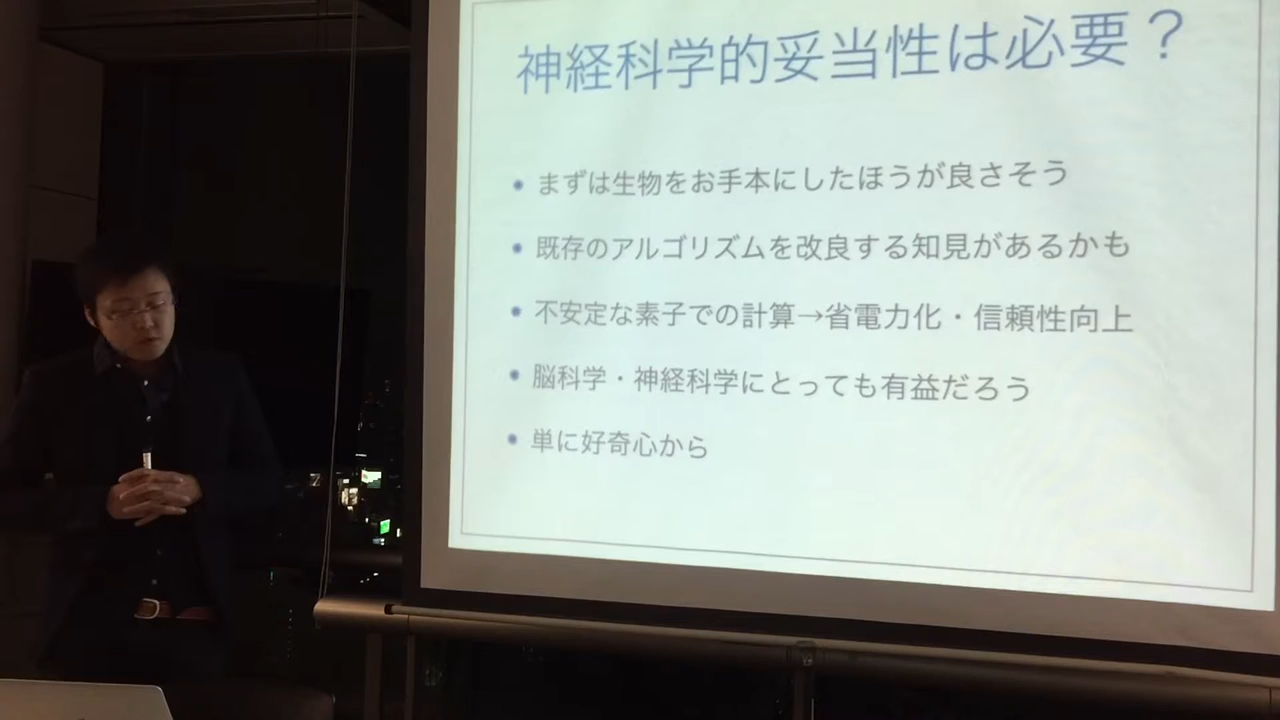 神経科学的妥当性は必要？
まずは生物をお手本にしたほうが良さそう
既存のアルゴリズムを改良する知見があるかも
不安定な素子での計算→省電力化・信頼性向上
脳科学・神経科学にとっても有益だろう
単に好奇心から